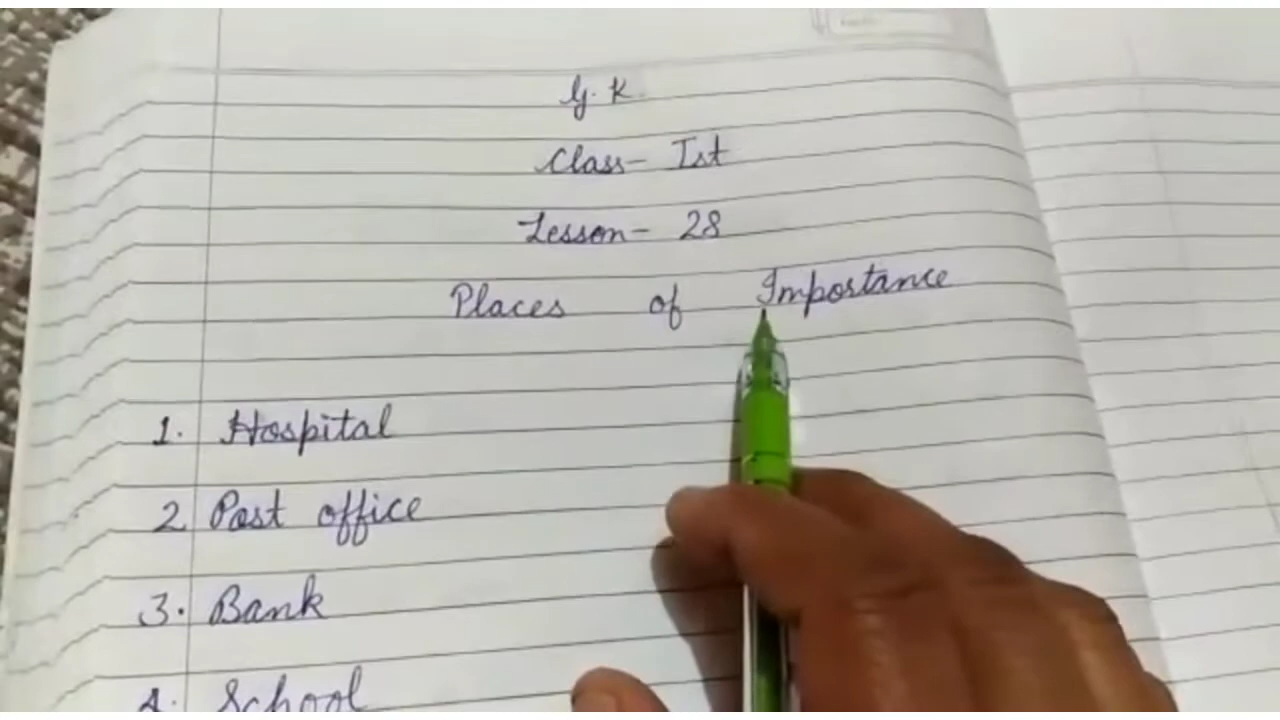 G.K.
Class- Ist
Lesson- 28
Places of Importance
1. Hospital
2 Post office
3. Bank
4. School